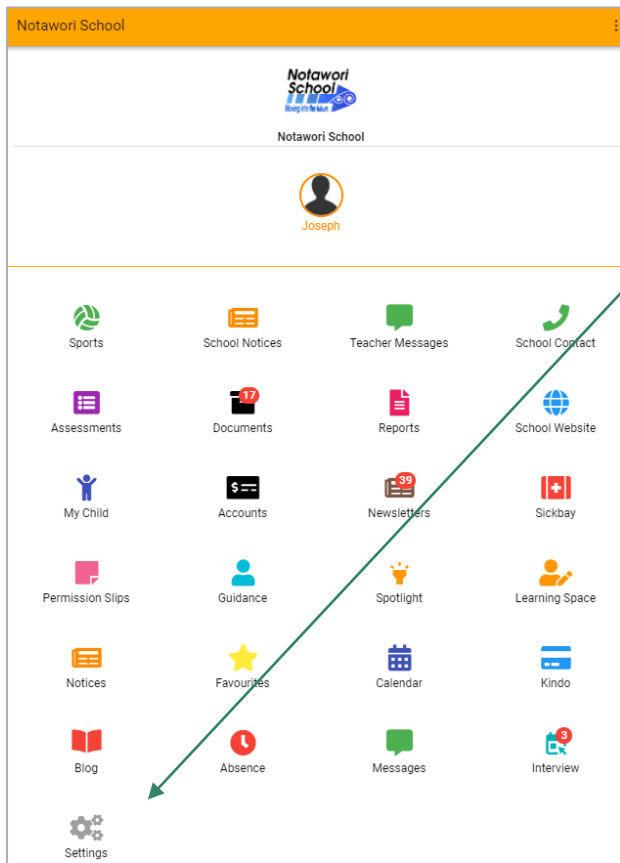 Notawori School
Notawori
School
Moving into the future
Notawori School
Joseph
Sports School Notices Teacher Messages School Contact
17
Assessments Documents Reports School Website
39
My Child Accounts Newsletters Sickbay
Permission Slips Guidance Spotlight Learning Space
Notices Favourites Calendar Kindo
3
Blog Absence Messages Interview
Settings